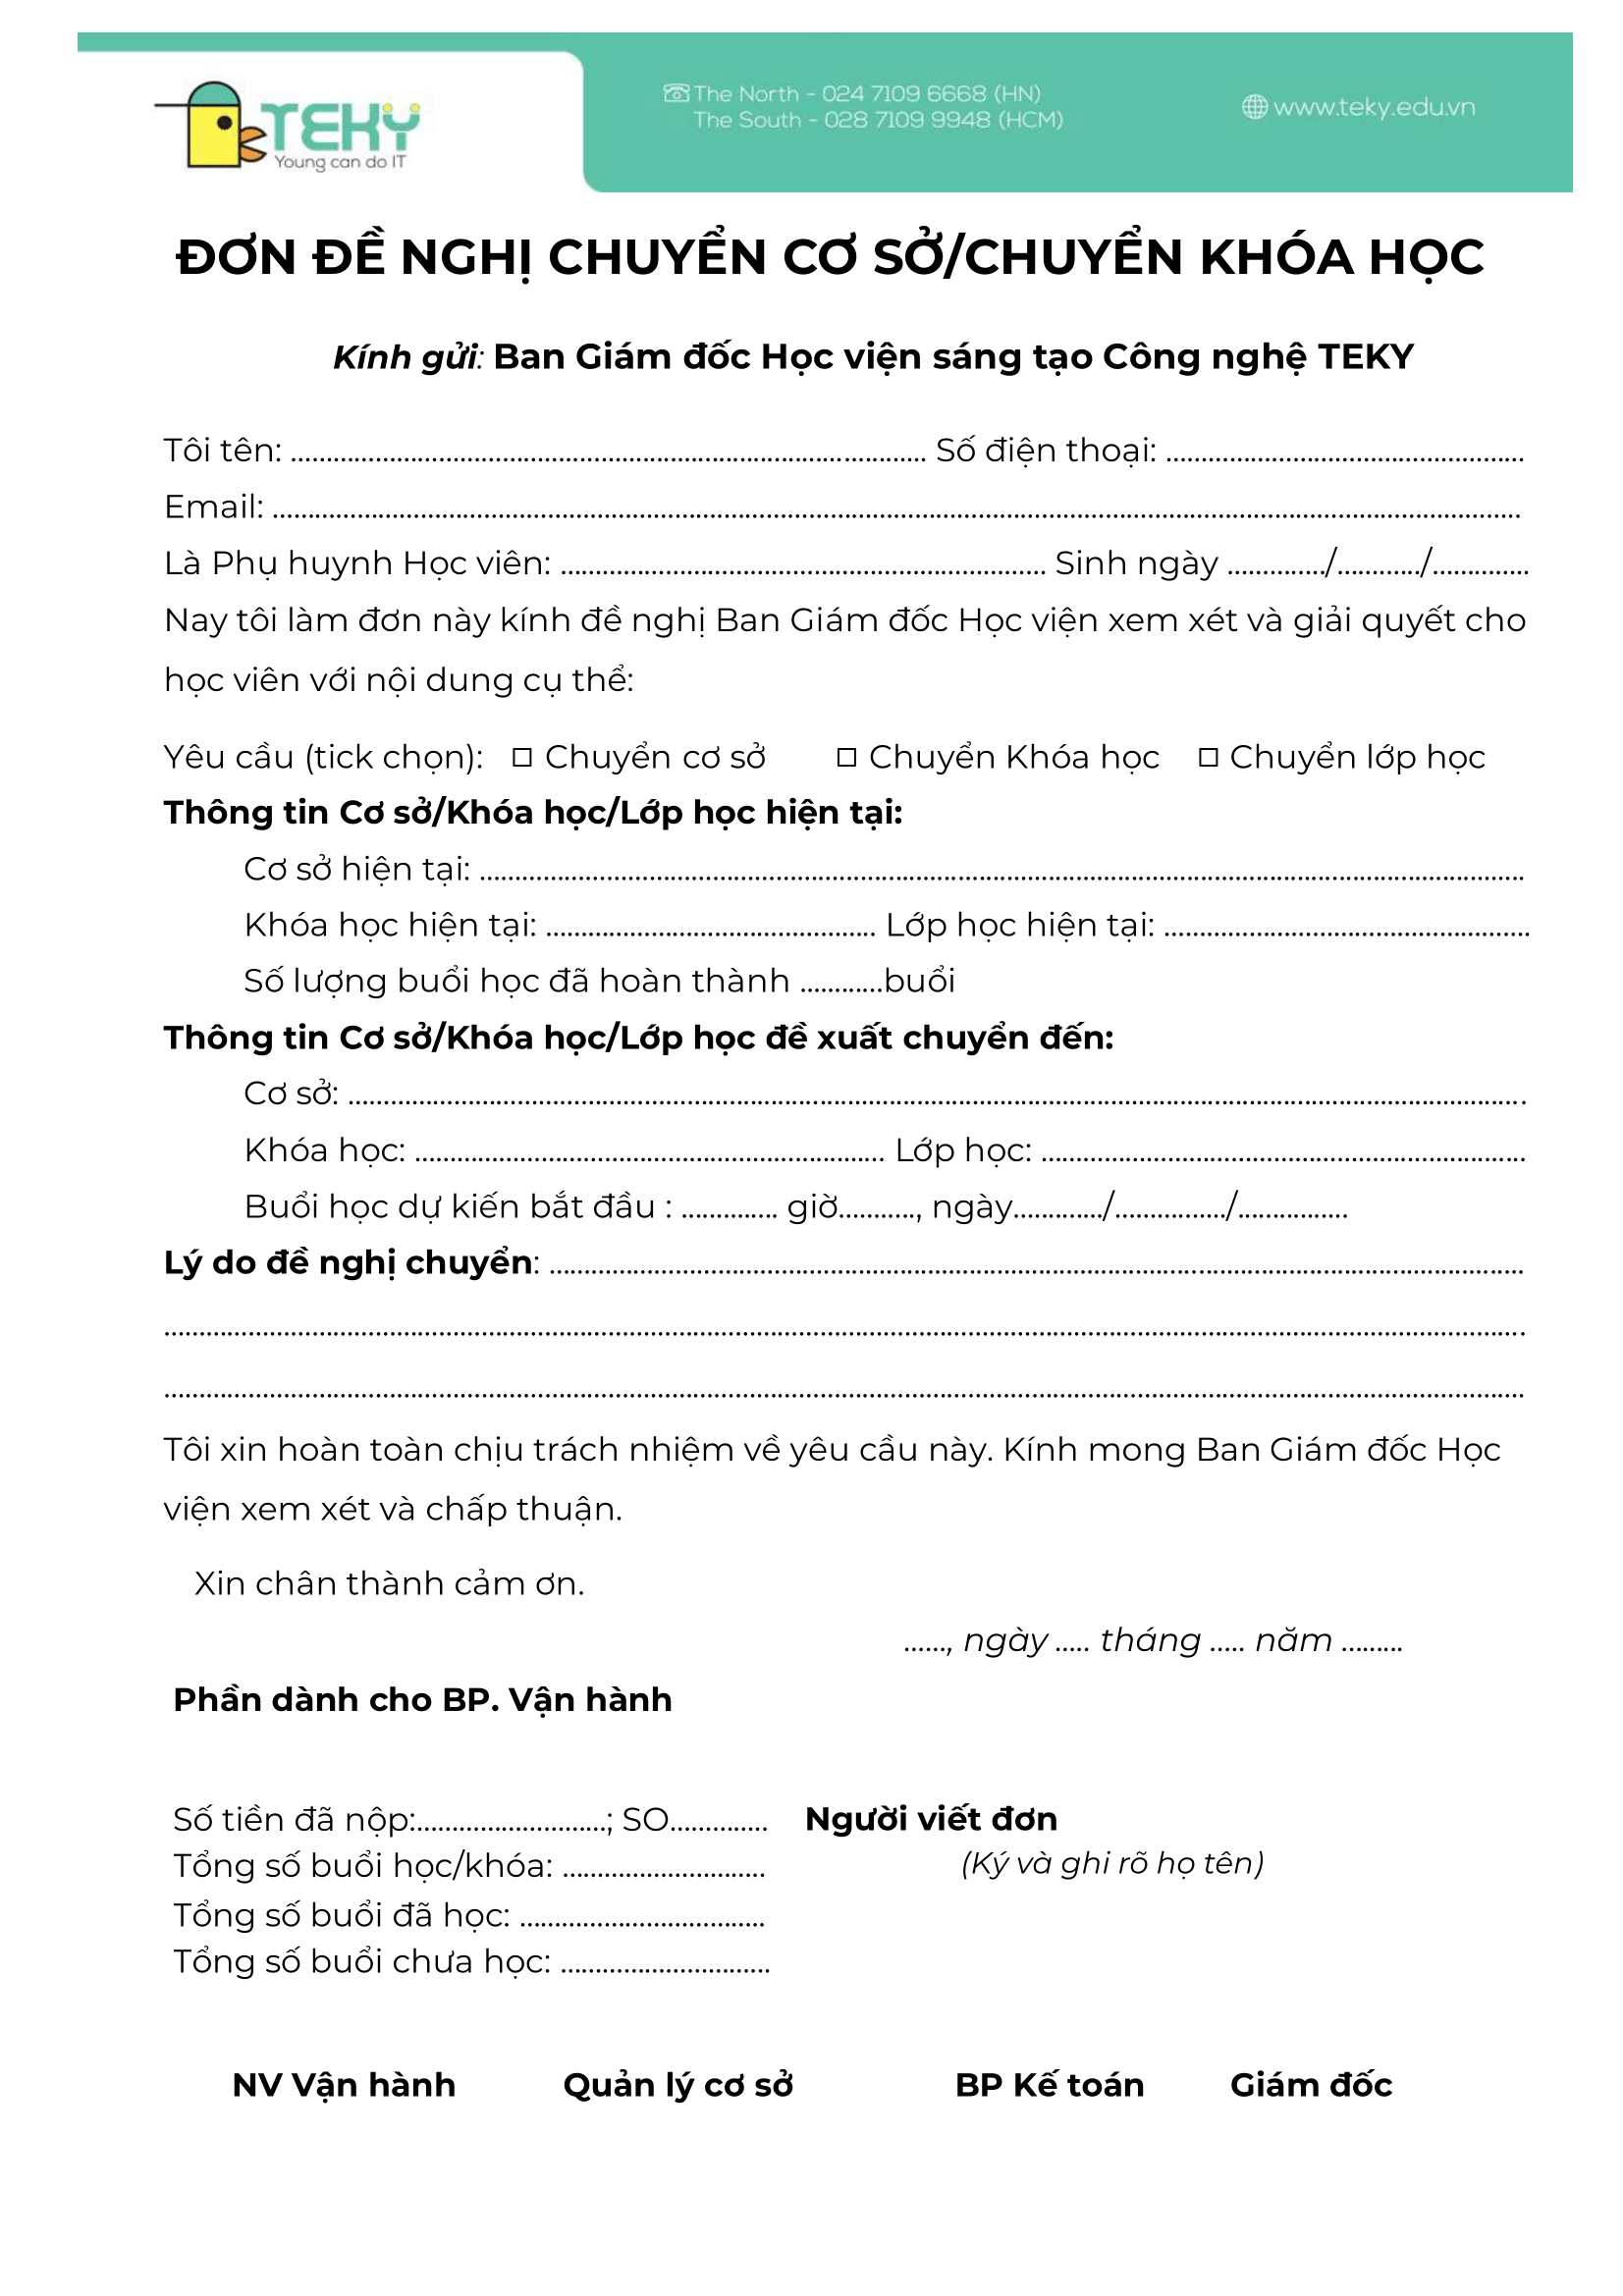 TEKY
Young can do IT
The North - 024 7109 6668 (HN)
The South - 028 7109 9948 (HCM)
www.teky.edu.vn
ĐƠN ĐỀ NGHỊ CHUYỂN CƠ SỞ/CHUYỂN KHÓA HỌC
Kính gửi: Ban Giám đốc Học viện sáng tạo Công nghệ TEKY
Tôi tên: ........................................ Số điện thoại: ........................................
Email: ........................................
Là Phụ huynh Học viên: ........................................ Sinh ngày ............/............/............
Nay tôi làm đơn này kính đề nghị Ban Giám đốc Học viện xem xét và giải quyết cho
học viên với nội dung cụ thể:
Yêu cầu (tick chọn): □ Chuyển cơ sở □ Chuyển Khóa học □ Chuyển lớp học
Thông tin Cơ sở/Khóa học/Lớp học hiện tại:
Cơ sở hiện tại: ........................................
Khóa học hiện tại: ........................................ Lớp học hiện tại: ........................................
Số lượng buổi học đã hoàn thành ............buổi
Thông tin Cơ sở/Khóa học/Lớp học đề xuất chuyển đến:
Cơ sở: ........................................
Khóa học: ........................................ Lớp học: ........................................
Buổi học dự kiến bắt đầu : .............. giờ..........., ngày............./................/................
Lý do đề nghị chuyển: ........................................
................................................................................
................................................................................
Tôi xin hoàn toàn chịu trách nhiệm về yêu cầu này. Kính mong Ban Giám đốc Học
viện xem xét và chấp thuận.
Xin chân thành cảm ơn.
......, ngày ..... tháng ..... năm .........
Phần dành cho BP. Vận hành
Số tiền đã nộp:...........................; SO.............. Người viết đơn
Tổng số buổi học/khóa: ............................. (Ký và ghi rõ họ tên)
Tổng số buổi đã học: ...................................
Tổng số buổi chưa học: ..............................
NV Vận hành Quản lý cơ sở BP Kế toán Giám đốc